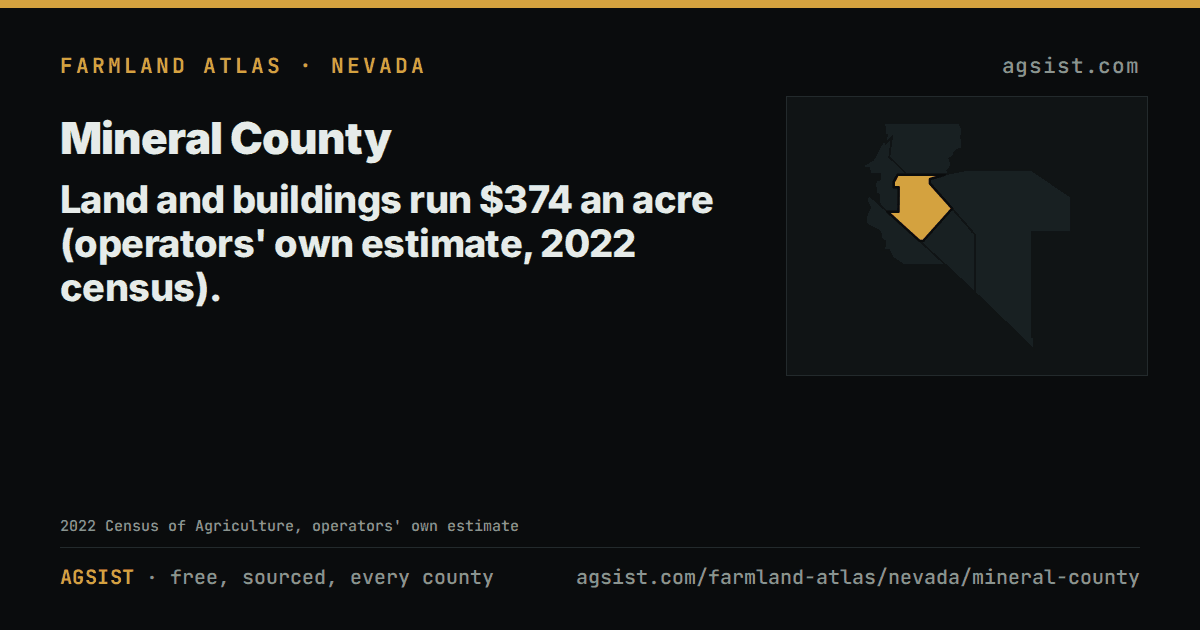 FARMLAND ATLAS · NEVADA
agsist.com
Mineral County
Land and buildings run $374 an acre
(operators' own estimate, 2022
census).
2022 Census of Agriculture, operators' own estimate
AGSIST · free, sourced, every county
agsist.com/farmland-atlas/nevada/mineral-county